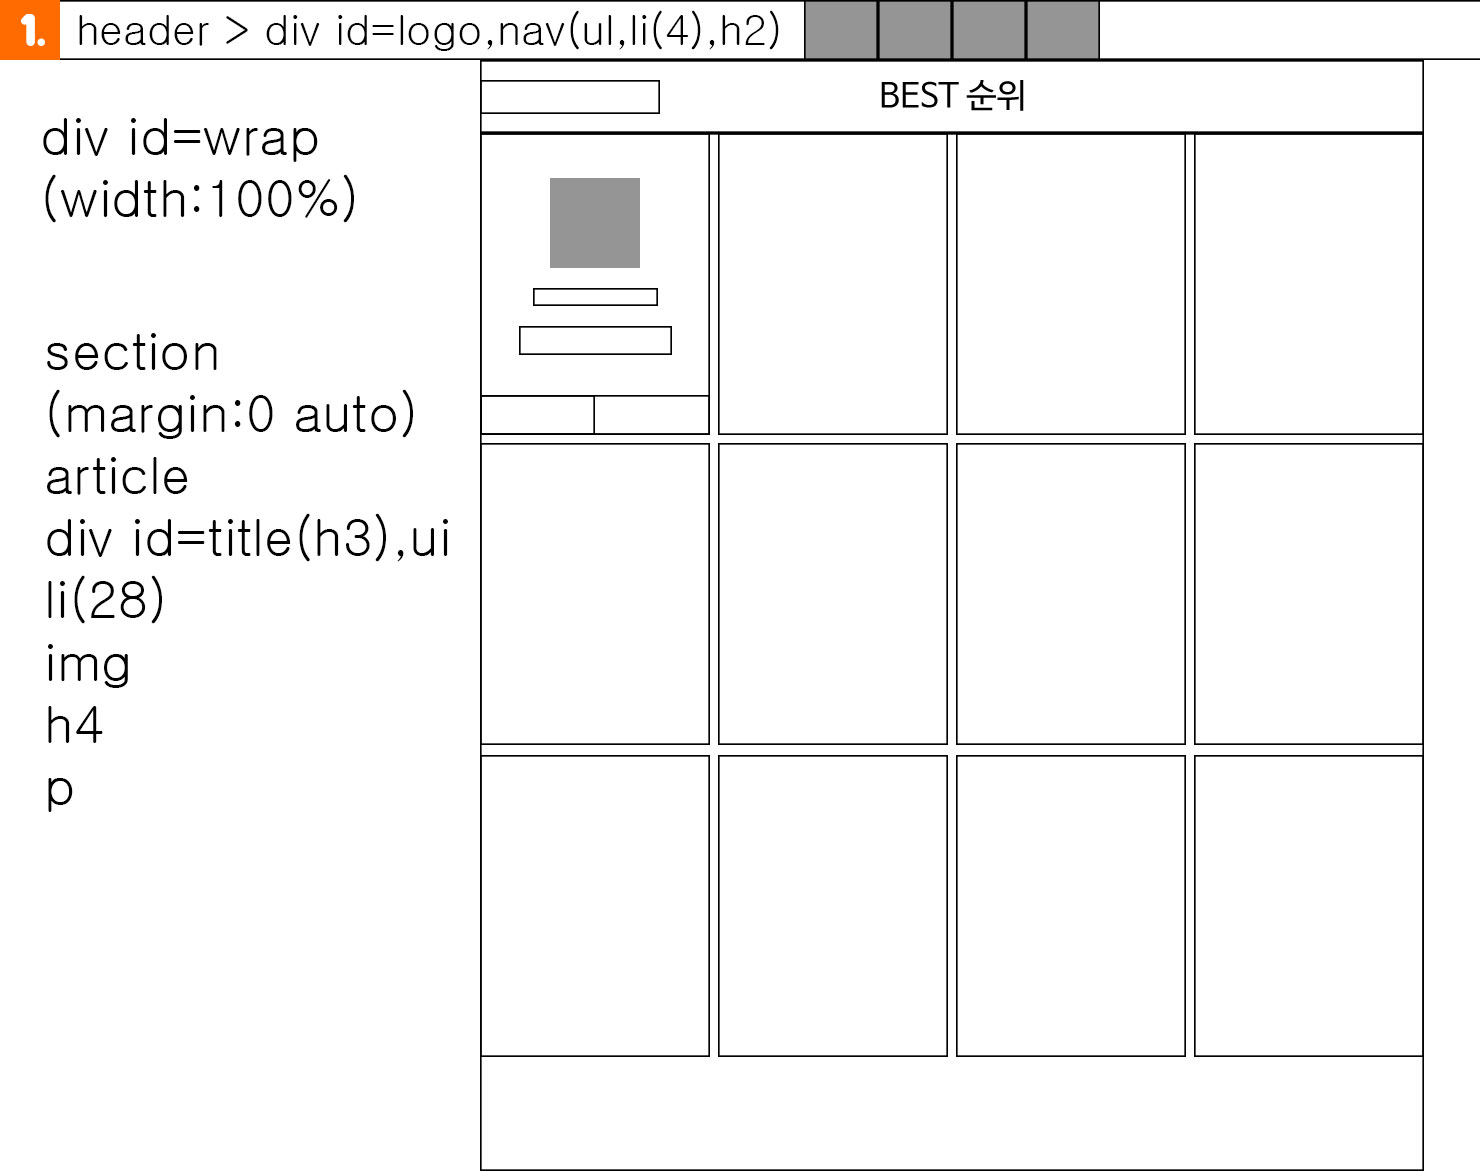 1. header > div id=logo,nav(ul,li(4),h2)
BEST 순위
div id=wrap
(width:100%)
section
(margin:0 auto)
article
div id=title(h3),ui
li(28)
img
h4
p